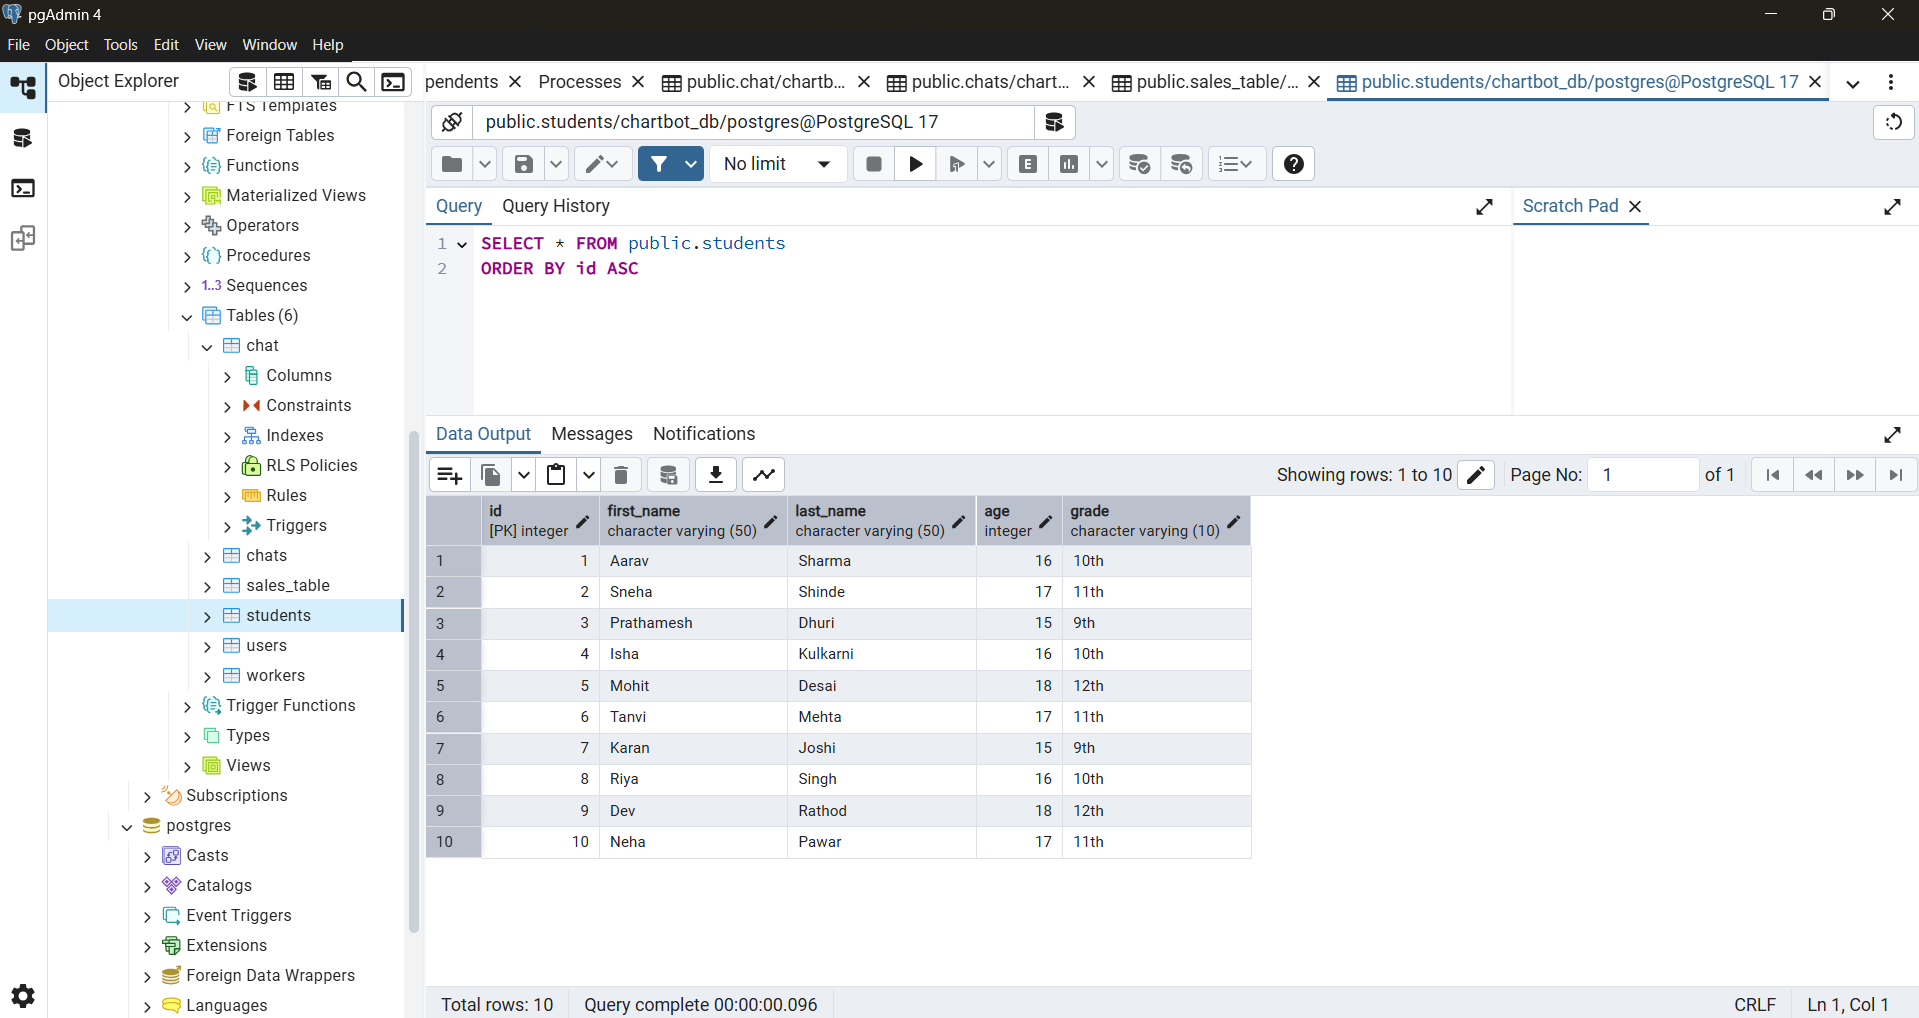 pgAdmin 4
File Object Tools Edit View Window Help
Object Explorer
FTS Templates
Foreign Tables
Functions
Materialized Views
Operators
Procedures
1..3 Sequences
Tables (6)
chat
Columns
Constraints
Indexes
RLS Policies
Rules
Triggers
chats
sales_table
students
users
workers
Trigger Functions
Types
Views
Subscriptions
postgres
Casts
Catalogs
Event Triggers
Extensions
Foreign Data Wrappers
Languages
pendents Processes public.chat/chartb... public.chats/chart... public.sales_table/... public.students/chartbot_db/postgres@PostgreSQL 17
public.students/chartbot_db/postgres@PostgreSQL 17
No limit E
Query Query History
Scratch Pad
1 SELECT * FROM public.students
2 ORDER BY id ASC
Data Output Messages Notifications
Showing rows: 1 to 10 Page No: 1 of 1
id first_name last_name age grade
[PK] integer character varying (50) character varying (50) integer character varying (10)
1 1 Aarav Sharma 16 10th
2 2 Sneha Shinde 17 11th
3 3 Prathamesh Dhuri 15 9th
4 4 Isha Kulkarni 16 10th
5 5 Mohit Desai 18 12th
6 6 Tanvi Mehta 17 11th
7 7 Karan Joshi 15 9th
8 8 Riya Singh 16 10th
9 9 Dev Rathod 18 12th
10 10 Neha Pawar 17 11th
Total rows: 10 Query complete 00:00:00.096 CRLF Ln 1, Col 1